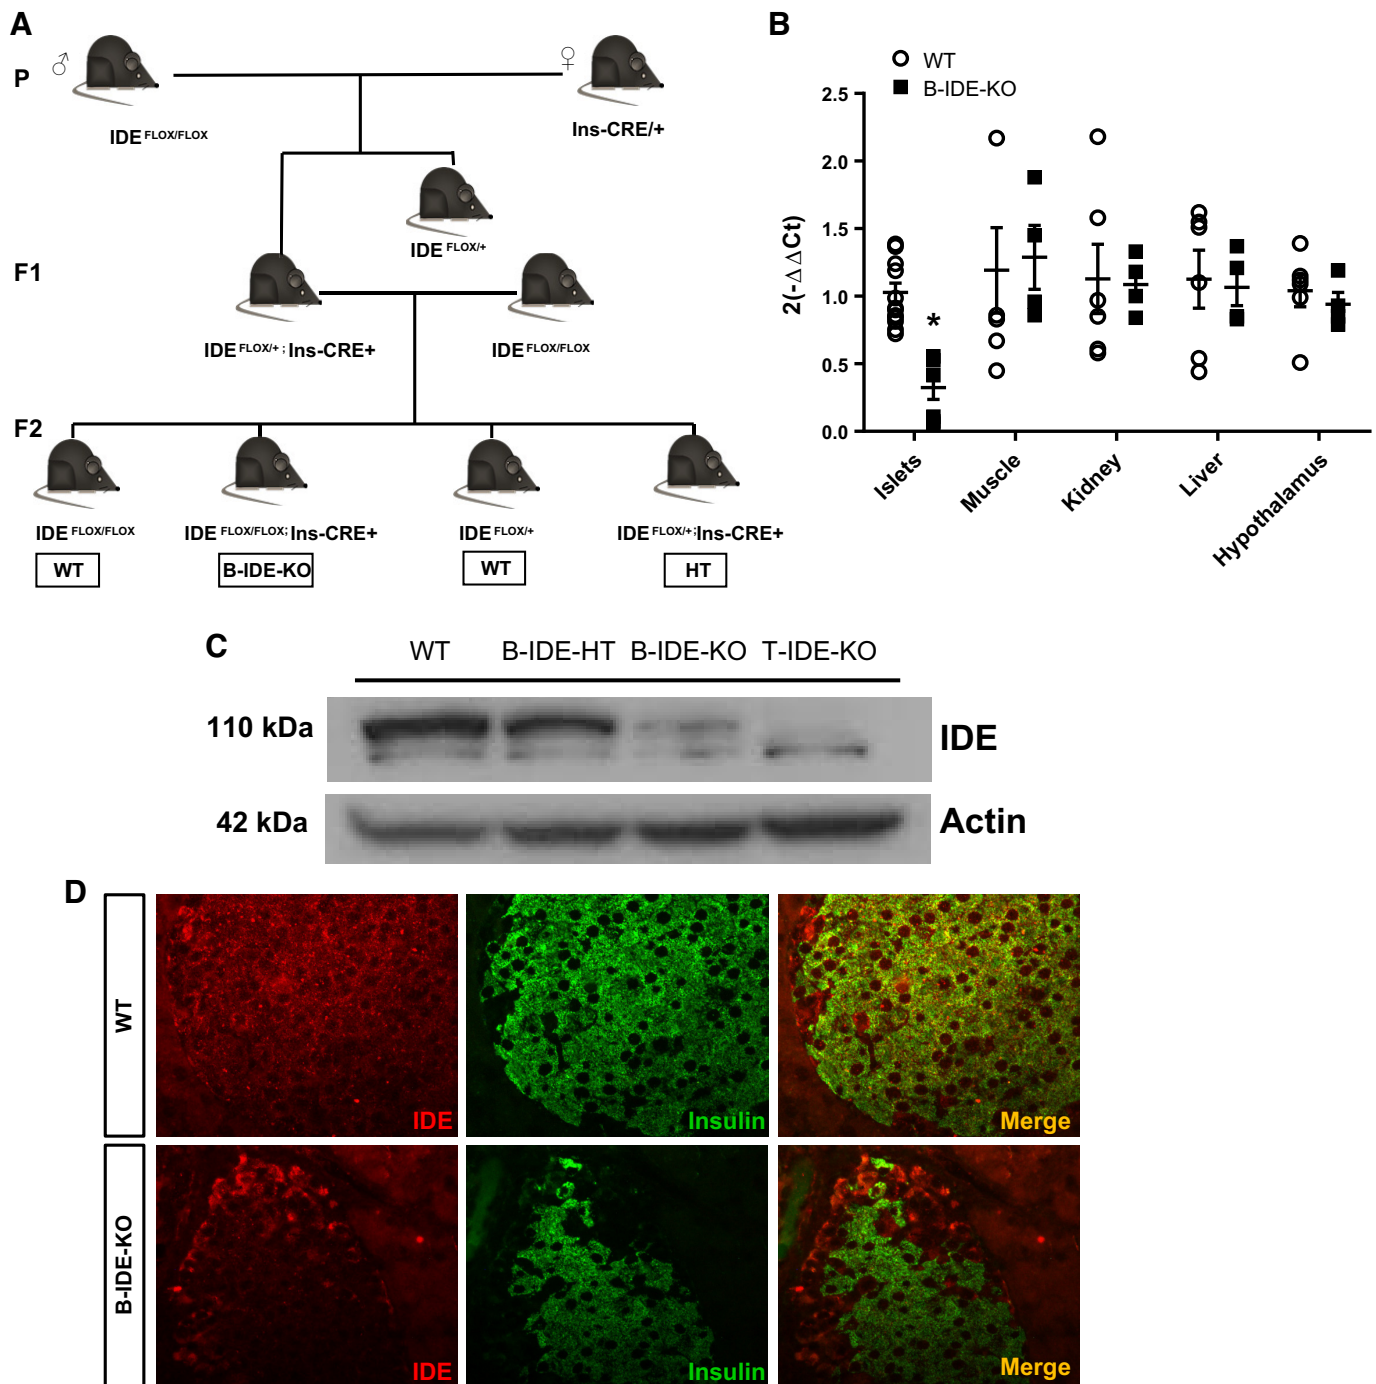 A
♂
♀
P
IDE FLOX/FLOX
Ins-CRE/+
IDE FLOX/+
F1
IDE FLOX/+ ; Ins-CRE+
IDE FLOX/FLOX
F2
IDE FLOX/FLOX
IDE FLOX/FLOX; Ins-CRE+
IDE FLOX/+
IDE FLOX/+; Ins-CRE+
WT
B-IDE-KO
WT
HT
B
WT
B-IDE-KO
2(-ΔΔCt)
2.5
2.0
1.5
1.0
0.5
0.0
*
Islets
Muscle
Kidney
Liver
Hypothalamus
C
WT B-IDE-HT B-IDE-KO T-IDE-KO
110 kDa
IDE
42 kDa
Actin
D
WT
IDE
Insulin
Merge
B-IDE-KO
IDE
Insulin
Merge